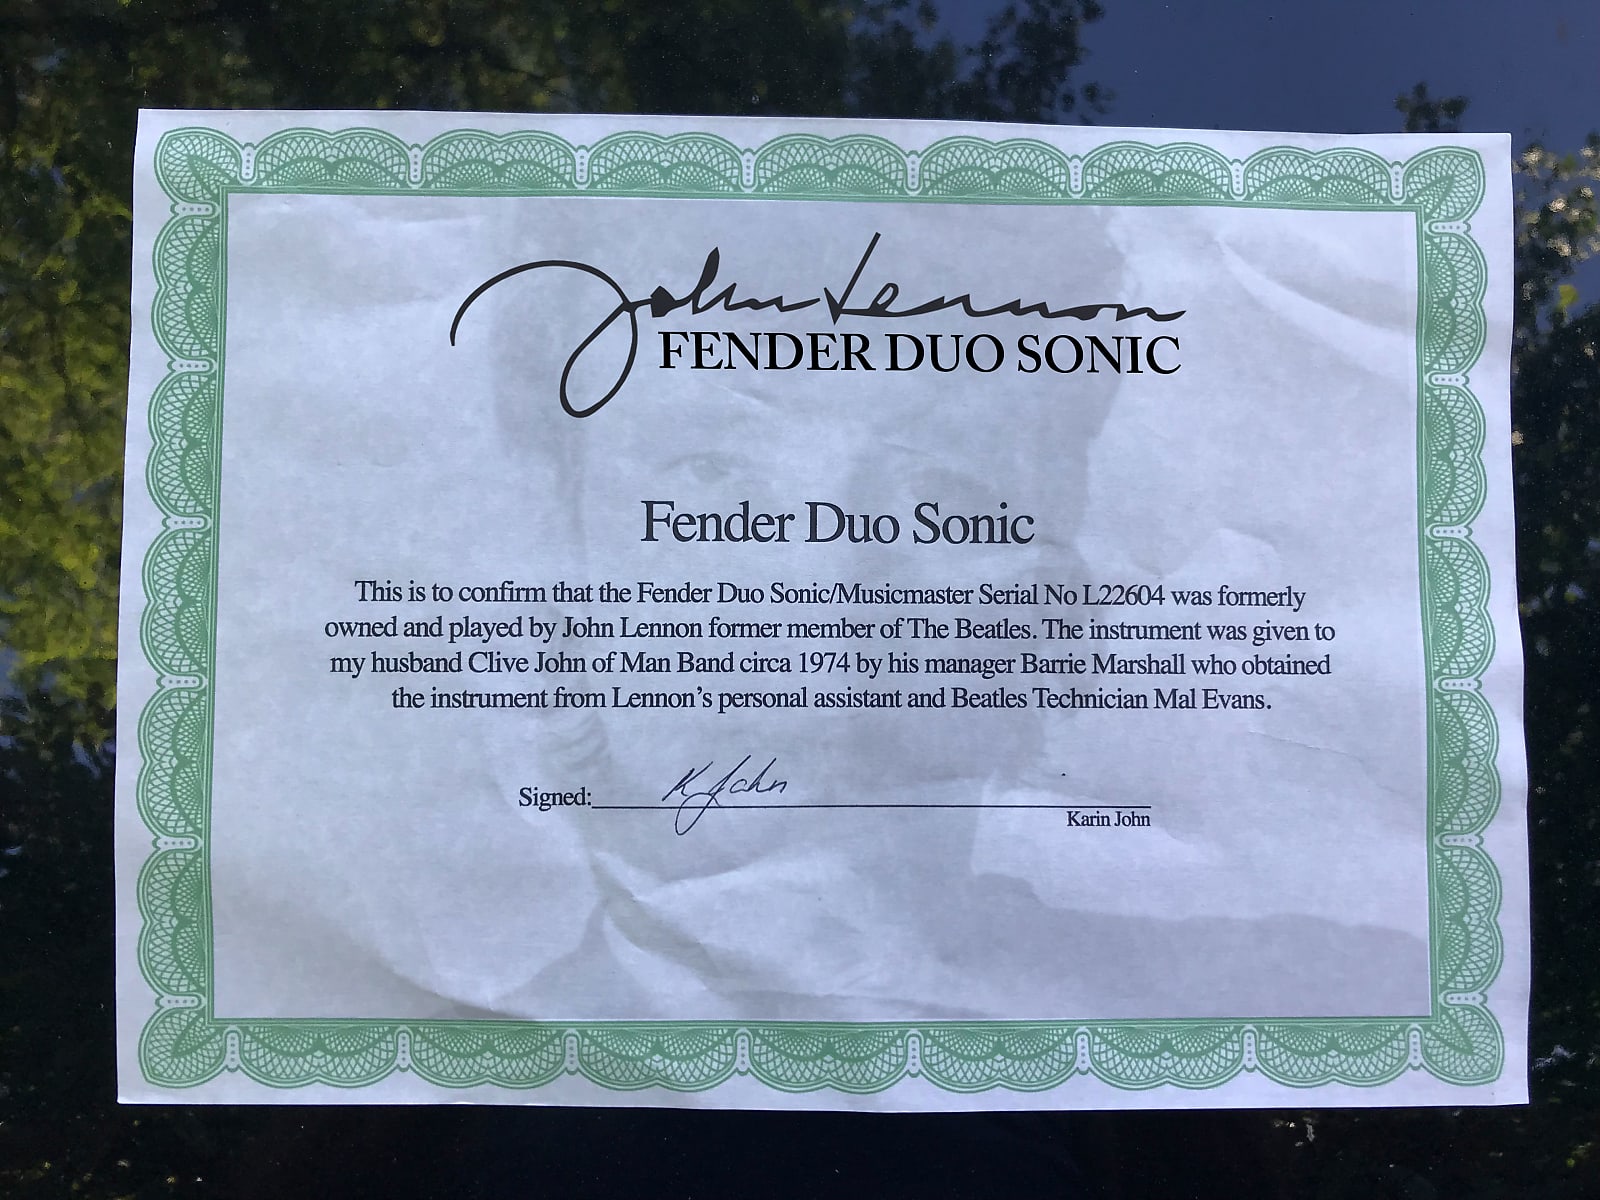 John Lennon
FENDER DUO SONIC
Fender Duo Sonic
This is to confirm that the Fender Duo Sonic/Musicmaster Serial No L22604 was formerly
owned and played by John Lennon former member of The Beatles. The instrument was given to
my husband Clive John of Man Band circa 1974 by his manager Barrie Marshall who obtained
the instrument from Lennon's personal assistant and Beatles Technician Mal Evans.
Signed: K John
Karin John